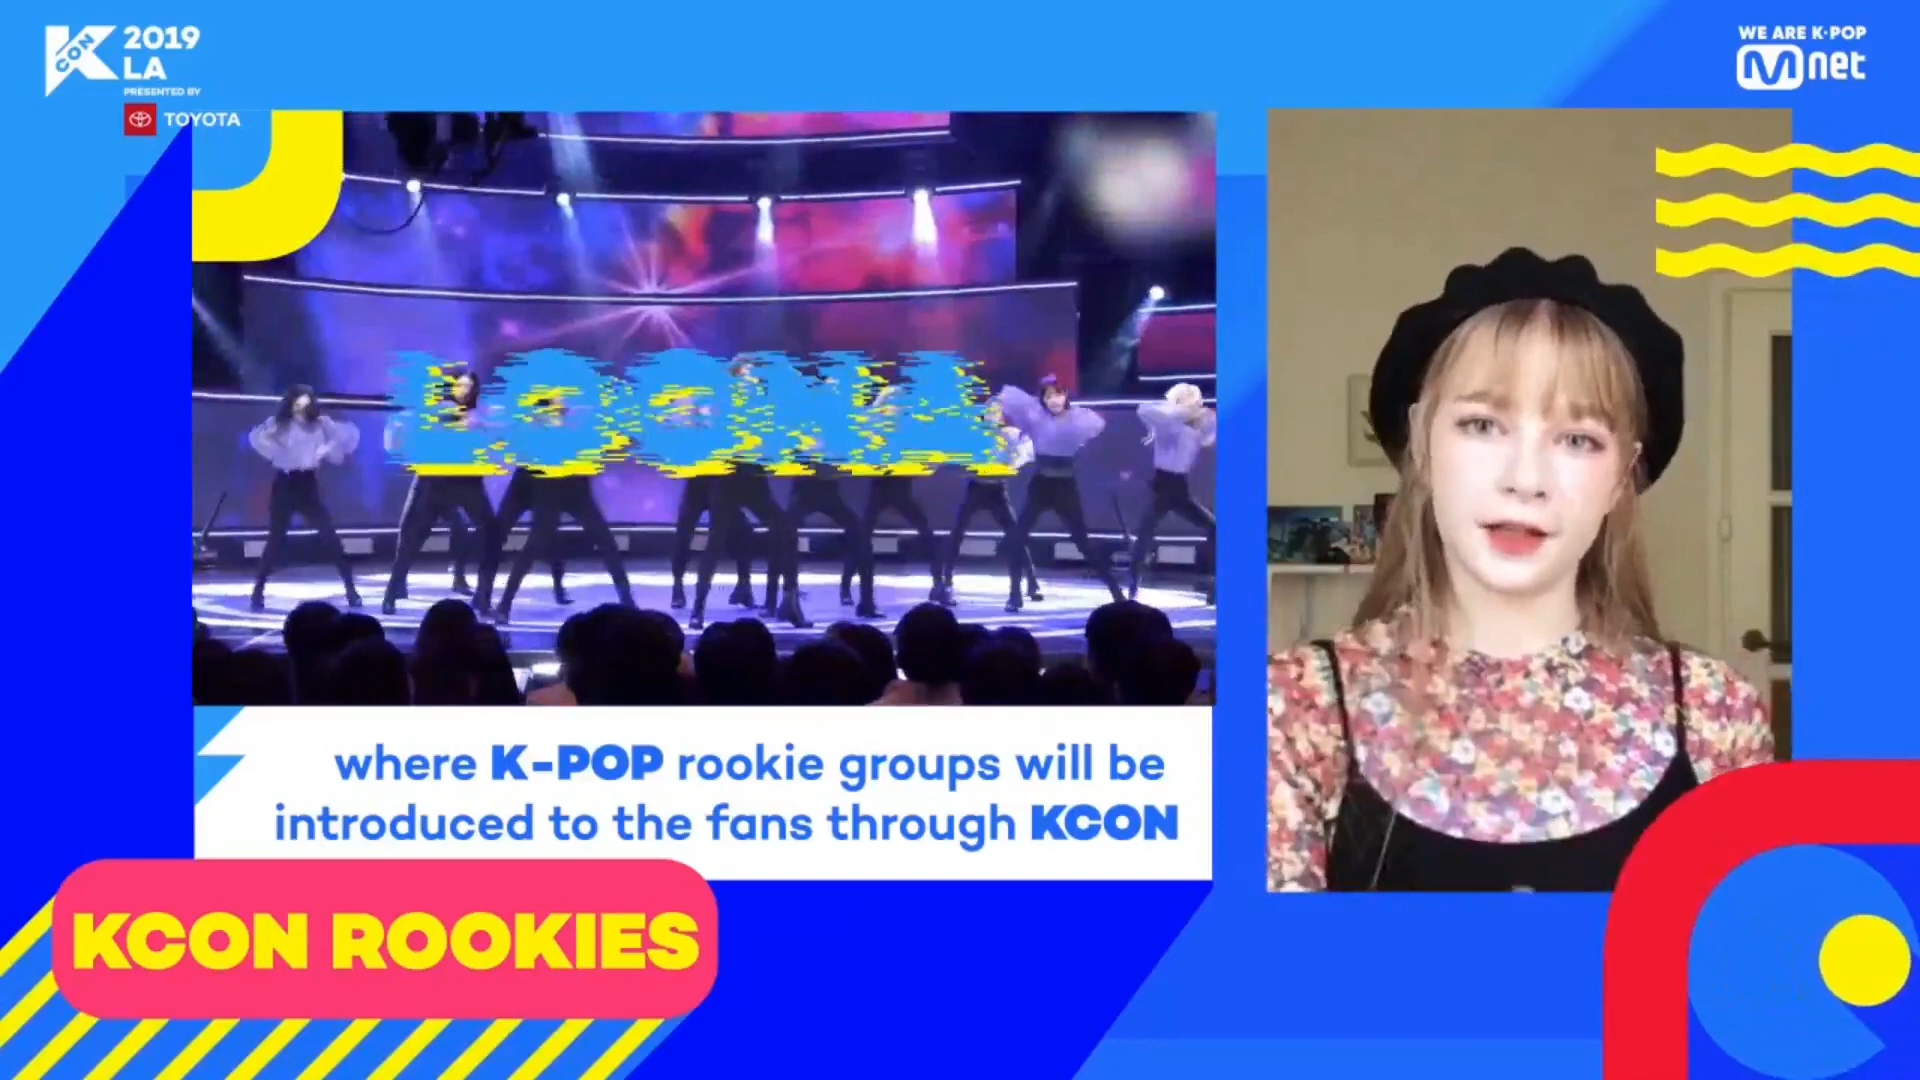 CON
2019
LA
PRESENTED BY
TOYOTA
WE ARE K·POP
Mnet
LOONA
where K-POP rookie groups will be
introduced to the fans through KCON
KCON ROOKIES